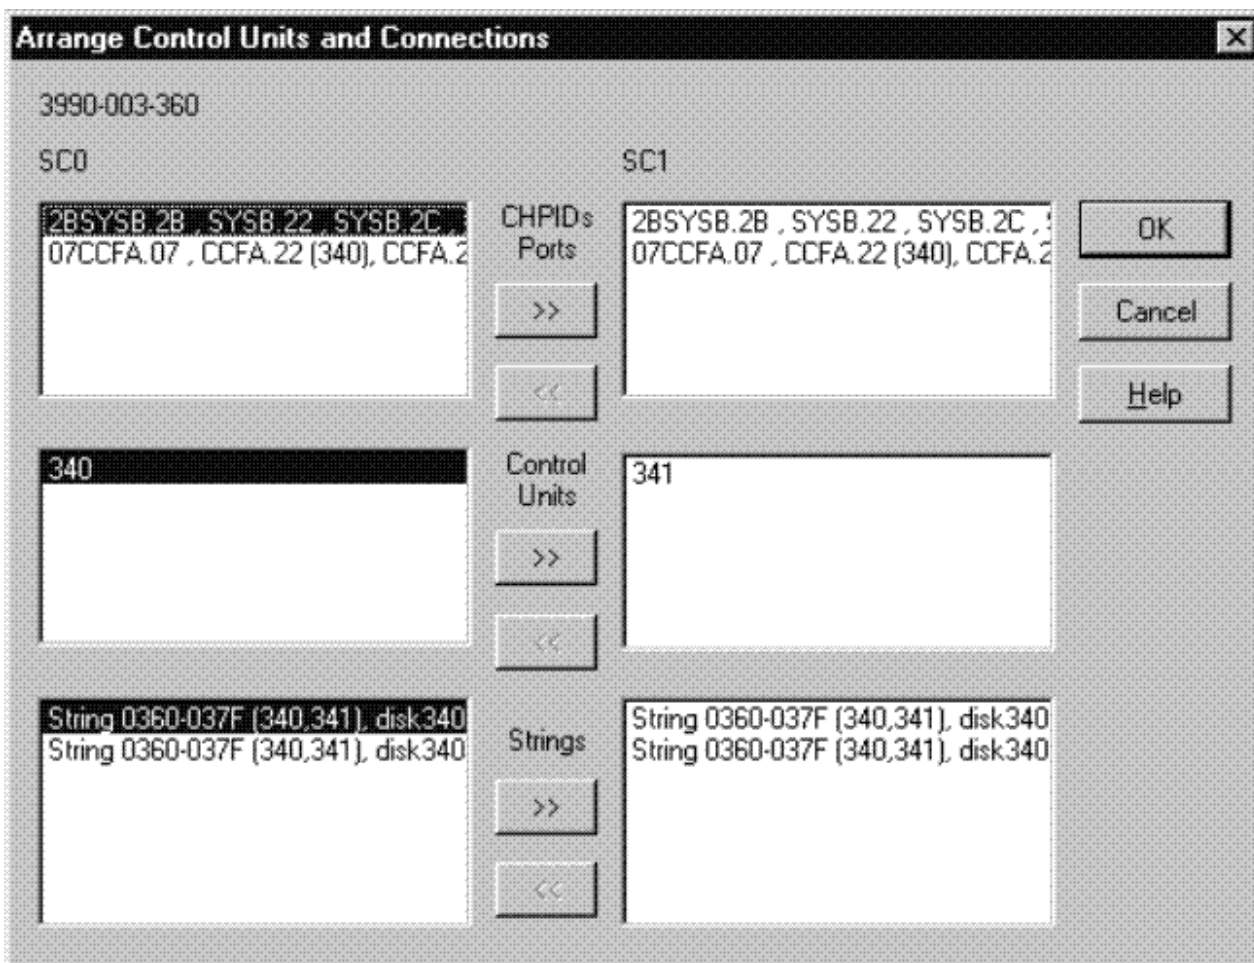 Arrange Control Units and Connections
3990-003-360
SC0
SC1
2BSYSB.2B , SYSB.22 , SYSB.2C ,
07CCFA.07 , CCFA.22 (340), CCFA.2
CHPIDs
Ports
>>
<<
2BSYSB.2B , SYSB.22 , SYSB.2C ,
07CCFA.07 , CCFA.22 (340), CCFA.2
OK
Cancel
Help
340
Control
Units
>>
<<
341
String 0360-037F (340,341), disk340
String 0360-037F (340,341), disk340
Strings
>>
<<
String 0360-037F (340,341), disk340
String 0360-037F (340,341), disk340